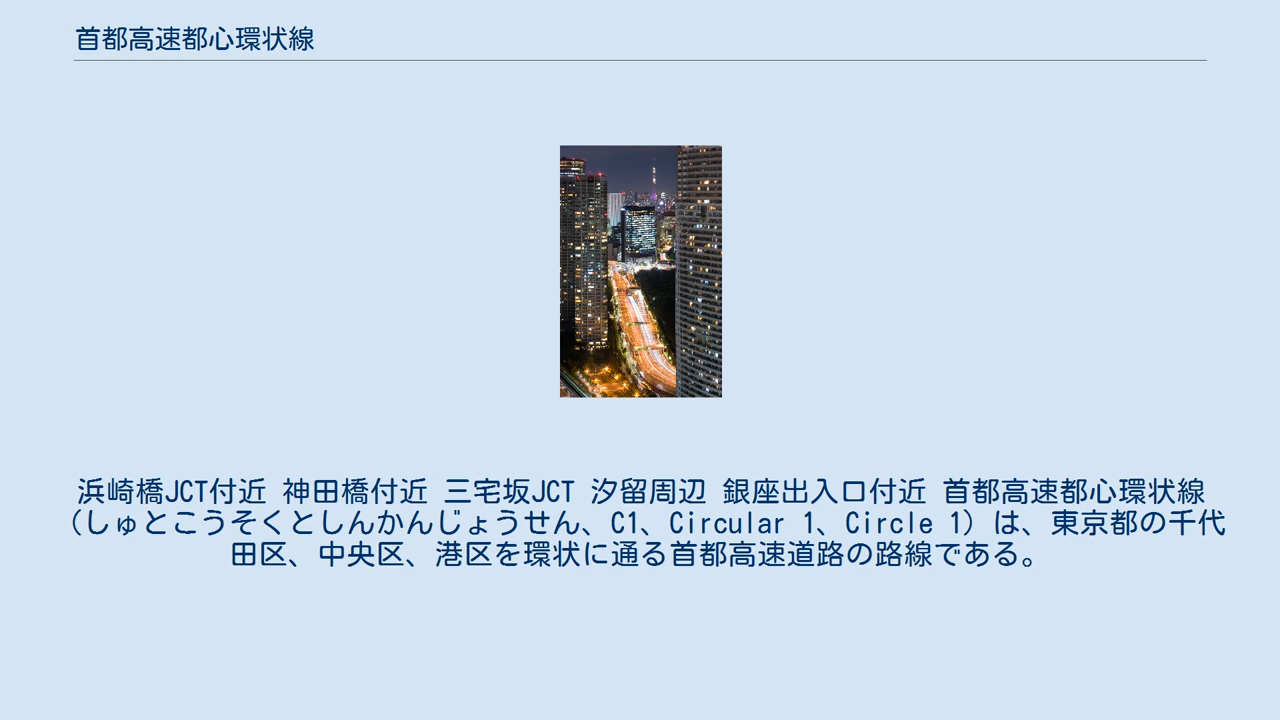 首都高速都心環状線
浜崎橋JCT付近 神田橋付近 三宅坂JCT 汐留周辺 銀座出入口付近 首都高速都心環状線
(しゅとこうそくとしんかんじょうせん、C1、Circular 1、Circle 1) は、東京都の千代
田区、中央区、港区を環状に通る首都高速道路の路線である。